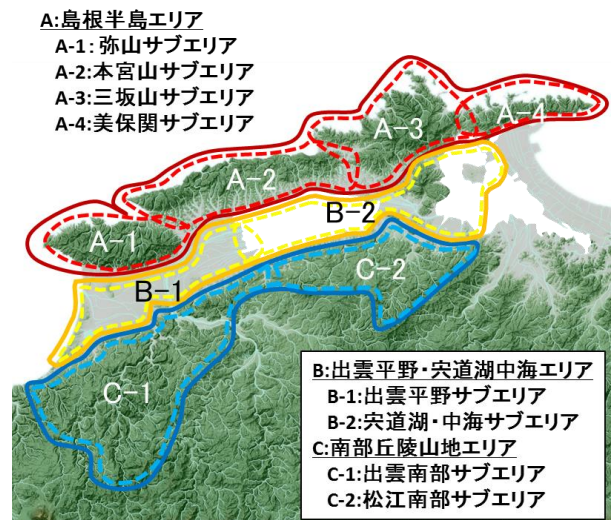 A:島根半島エリア
A-1：弥山サブエリア
A-2:本宮山サブエリア
A-3:三坂山サブエリア
A-4:美保関サブエリア
A-4
A-3
A-2
B-2
A-1
C-2
B-1
C-1
B:出雲平野・宍道湖中海エリア
B-1:出雲平野サブエリア
B-2:宍道湖・中海サブエリア
C:南部丘陵山地エリア
C-1:出雲南部サブエリア
C-2:松江南部サブエリア